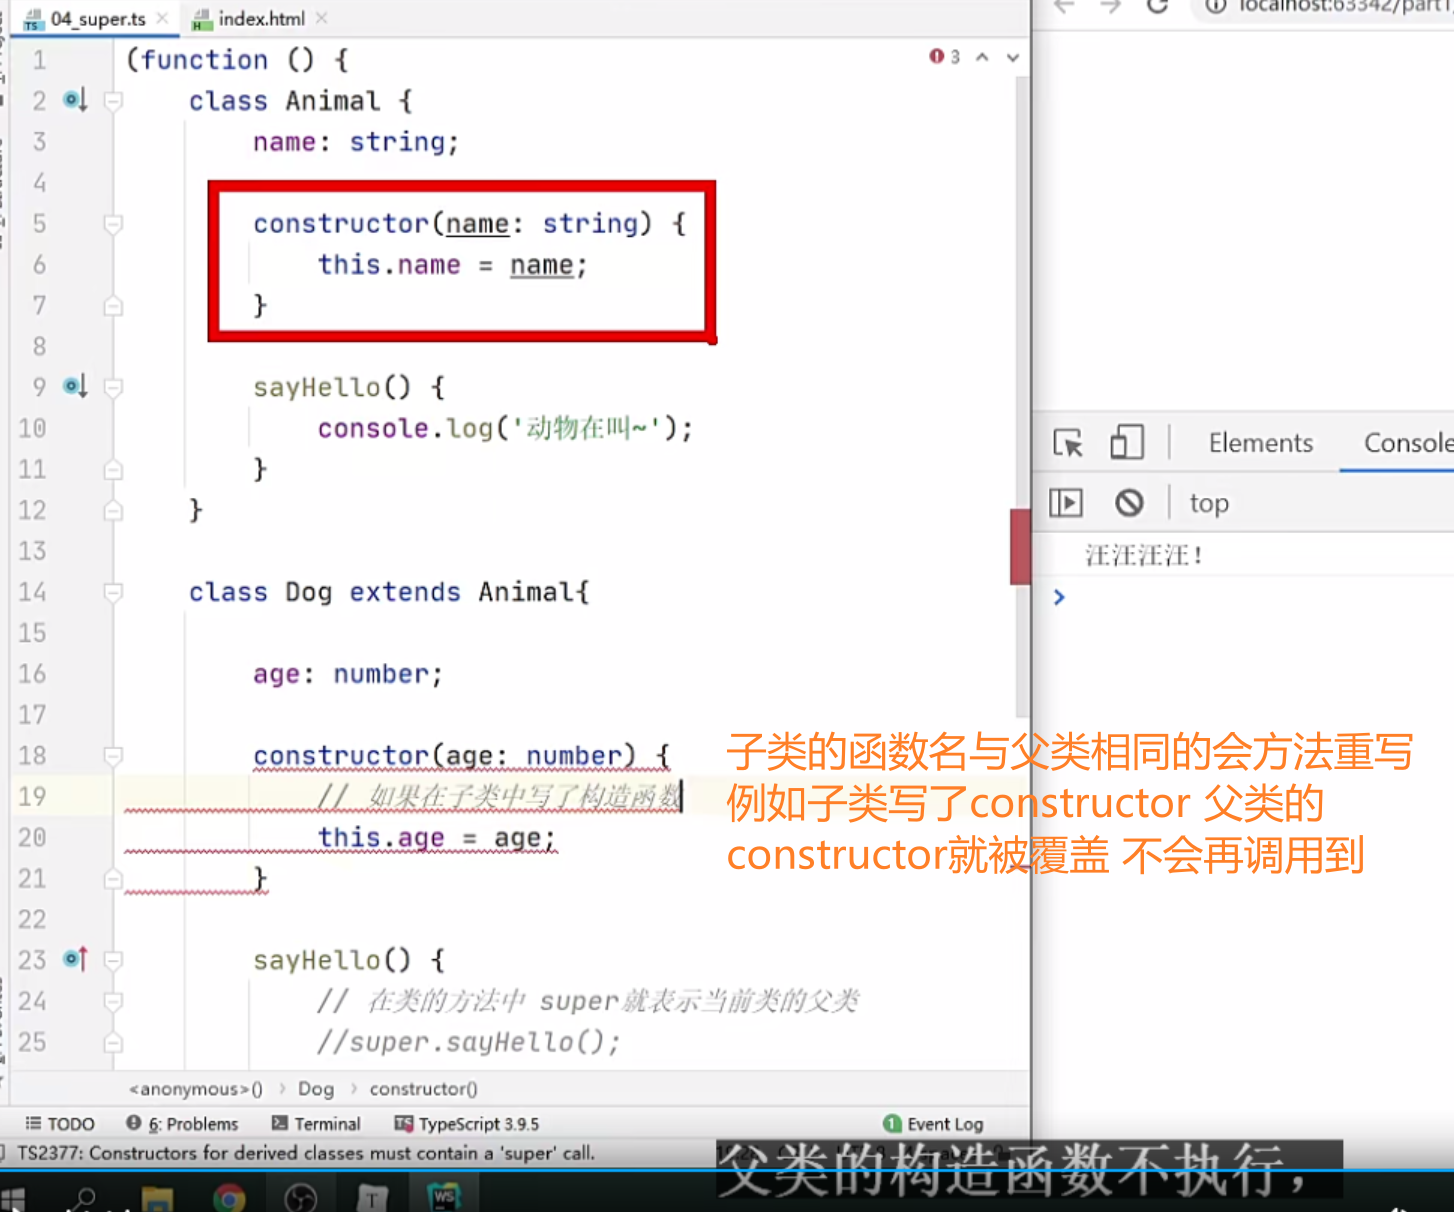 04_super.ts
index.html
localhost:63342/part1
1 (function () {
3
2 class Animal {
3 name: string;
4
5 constructor(name: string) {
6 this.name = name;
7 }
8
9 sayHello() {
10 console.log('动物在叫~');
11 }
12 }
13
14 class Dog extends Animal{
15
16 age: number;
17
18 constructor(age: number) {
19 // 如果在子类中写了构造函数
20 this.age = age;
21 }
22
23 sayHello() {
24 // 在类的方法中 super就表示当前类的父类
25 //super.sayHello();
子类的函数名与父类相同的会方法重写
例如子类写了constructor 父类的
constructor就被覆盖 不会再调用到
Elements Console
top
汪汪汪汪!
<anonymous>() › Dog › constructor()
TODO 6: Problems Terminal TypeScript 3.9.5 1 Event Log
TS2377: Constructors for derived classes must contain a 'super' call.
父类的构造函数不执行，